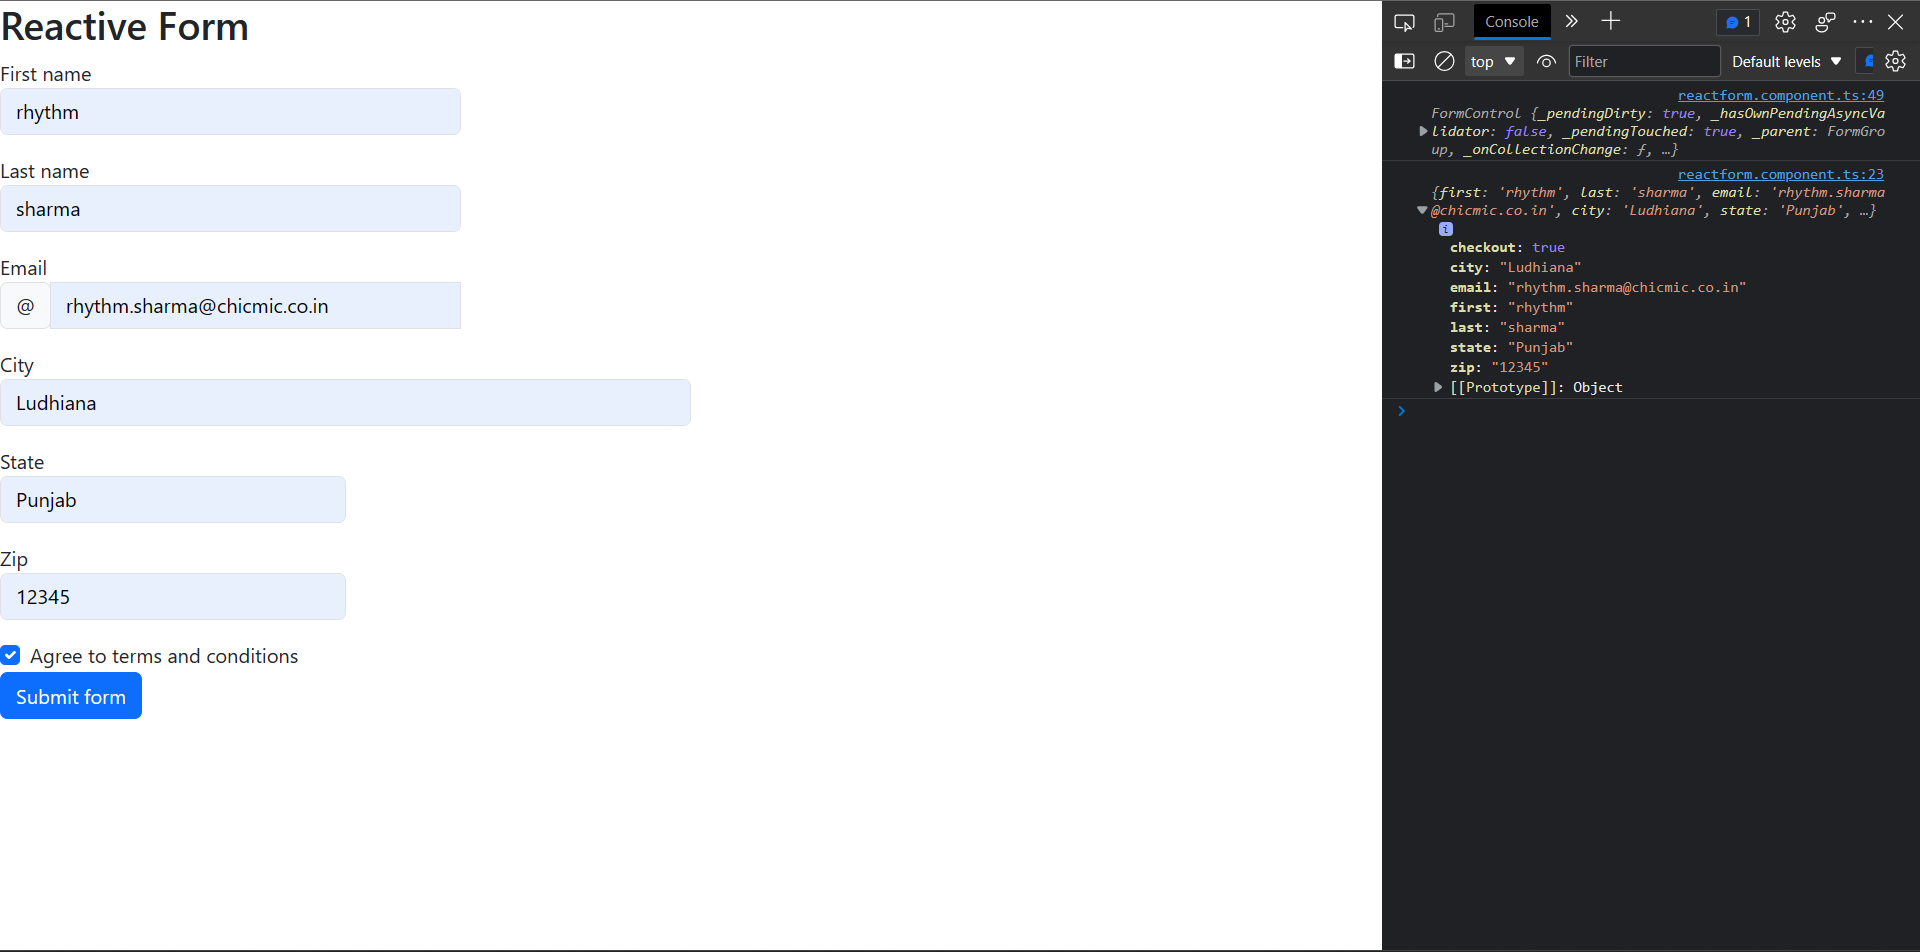 Reactive Form
First name
rhythm
Last name
sharma
Email
@ rhythm.sharma@chicmic.co.in
City
Ludhiana
State
Punjab
Zip
12345
Agree to terms and conditions
Submit form
Console 1
top Filter Default levels
reactform.component.ts:49
FormControl {_pendingDirty: true, _hasOwnPendingAsyncVa
lidator: false, _pendingTouched: true, _parent: FormGro
up, _onCollectionChange: ƒ, …}
reactform.component.ts:23
{first: 'rhythm', last: 'sharma', email: 'rhythm.sharma
@chicmic.co.in', city: 'Ludhiana', state: 'Punjab', …}
i
checkout: true
city: "Ludhiana"
email: "rhythm.sharma@chicmic.co.in"
first: "rhythm"
last: "sharma"
state: "Punjab"
zip: "12345"
[[Prototype]]: Object